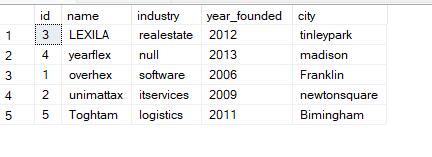 id name industry year_founded city
1 3 LEXILA realestate 2012 tinleypark
2 4 yearflex null 2013 madison
3 1 overhex software 2006 Franklin
4 2 unimattax itservices 2009 newtonsquare
5 5 Toghtam logistics 2011 Bimingham